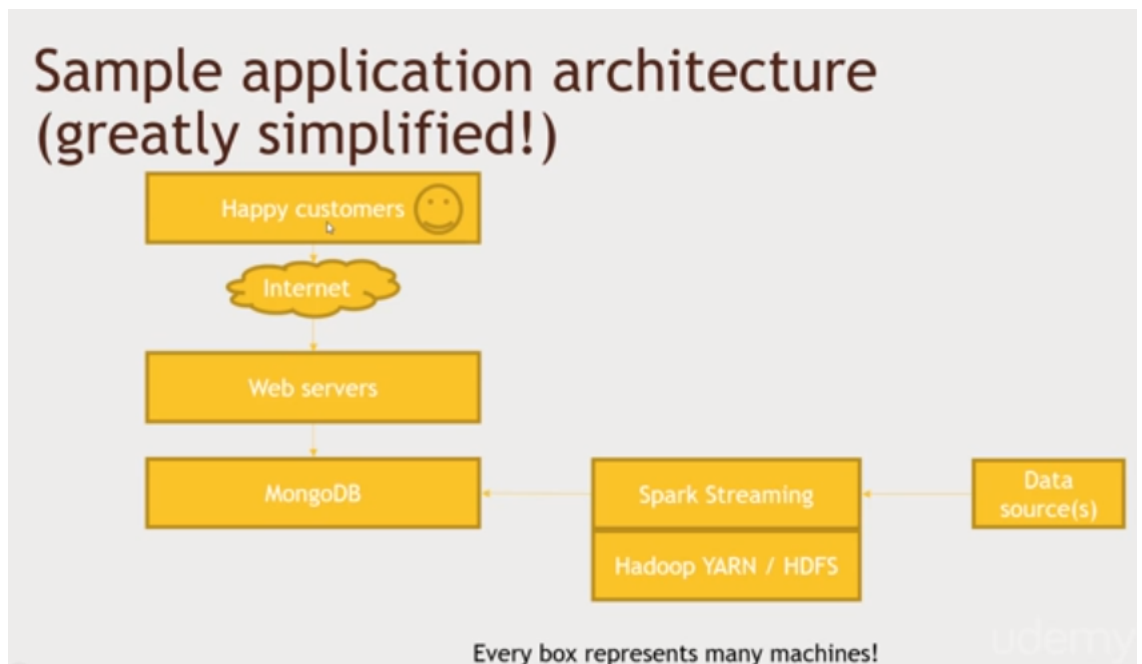 Sample application architecture
(greatly simplified!)
Happy customers
Internet
Web servers
MongoDB
Spark Streaming
Hadoop YARN / HDFS
Data
source(s)
Every box represents many machines!
udemy